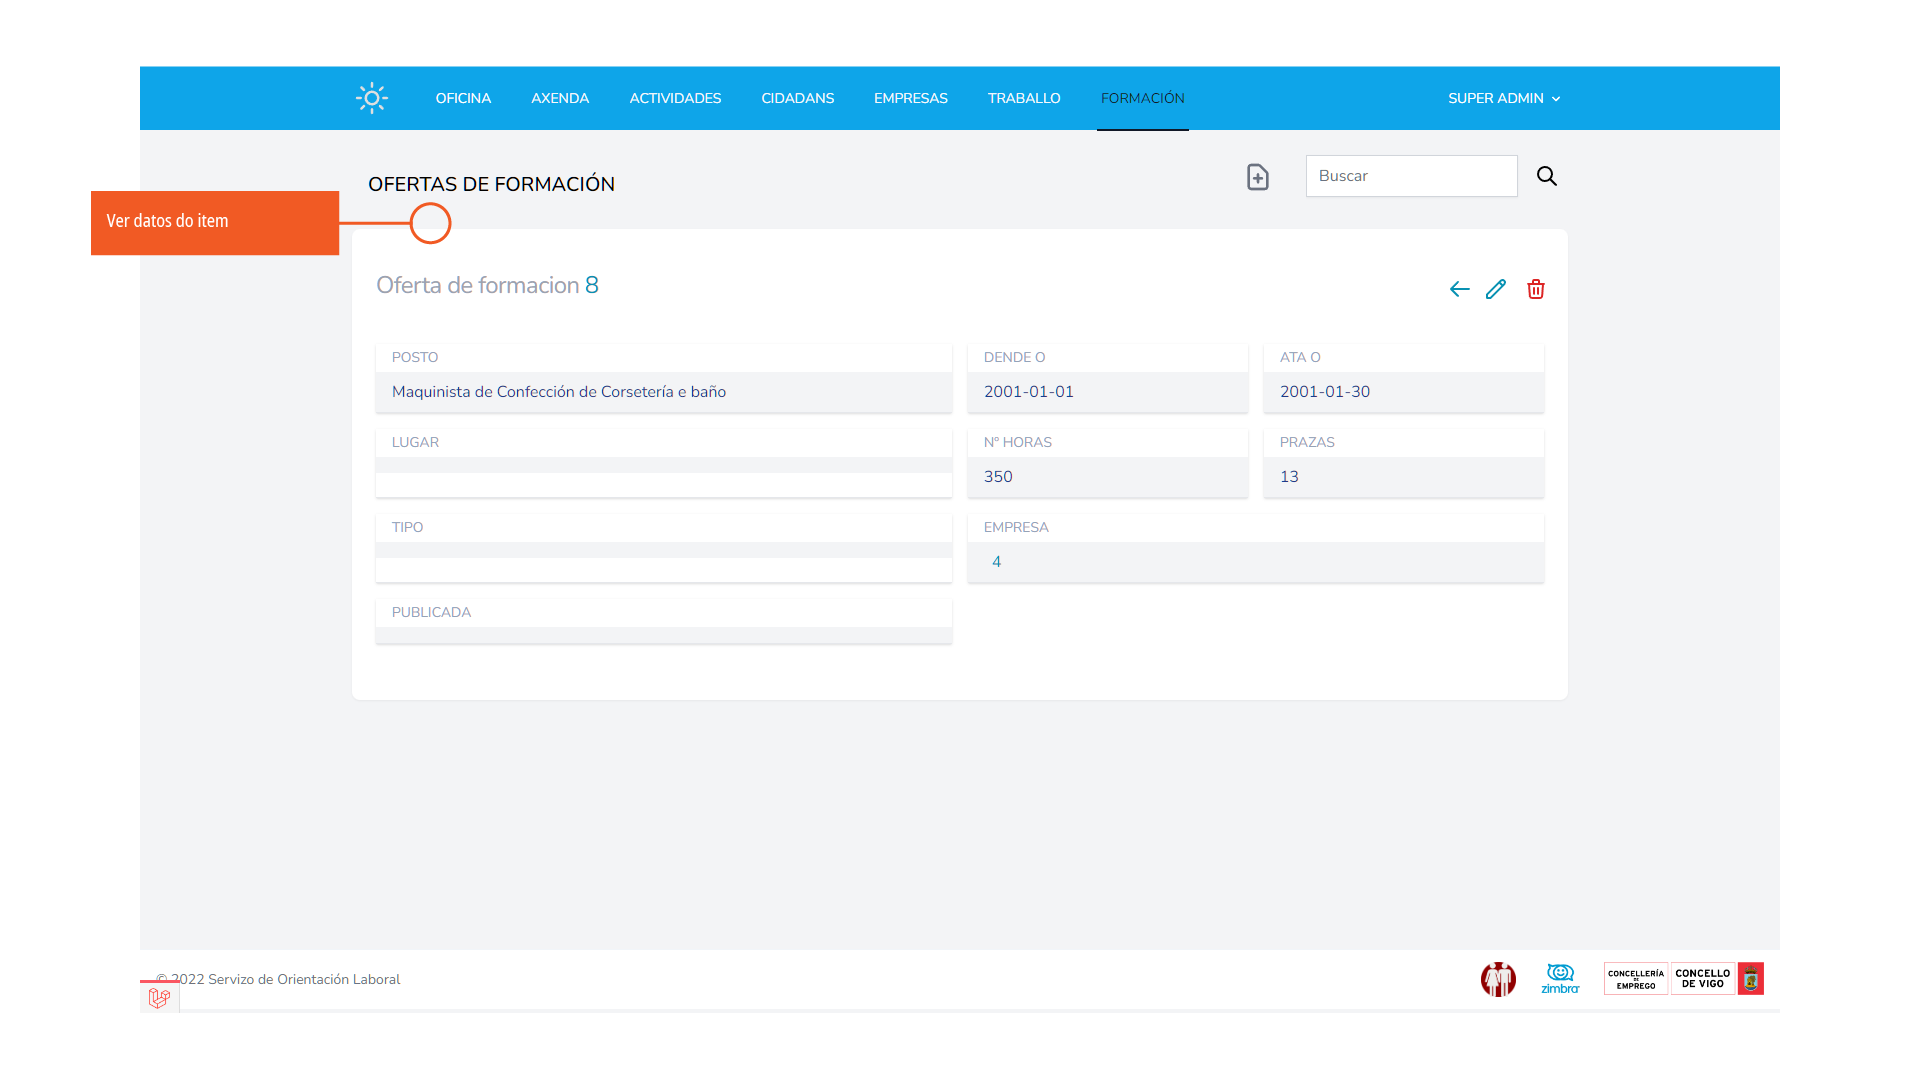 OFICINA AXENDA ACTIVIDADES CIDADANS EMPRESAS TRABALLO FORMACIÓN SUPER ADMIN
OFERTAS DE FORMACIÓN Buscar
Ver datos do item
Oferta de formacion 8
POSTO DENDE O ATA O
Maquinista de Confección de Corsetería e baño 2001-01-01 2001-01-30
LUGAR Nº HORAS PRAZAS
350 13
TIPO EMPRESA
4
PUBLICADA
© 2022 Servizo de Orientación Laboral
zimbra
CONCELLERÍA
DE
EMPREGO
CONCELLO
DE VIGO